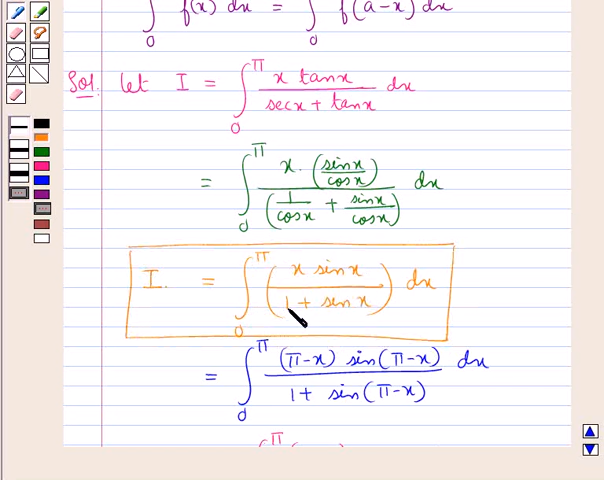 ∫₀ f(x) dx = ∫₀ f(a-x) dx
Sol. Let I = ∫₀^π (x tanx)/(secx + tanx) dx
= ∫₀^π (x · (sinx/cosx))/(1/cosx + sinx/cosx) dx
I. = ∫₀^π ((x sinx)/(1 + sinx)) dx
= ∫₀^π ((π-x) sin(π-x))/(1 + sin(π-x)) dx